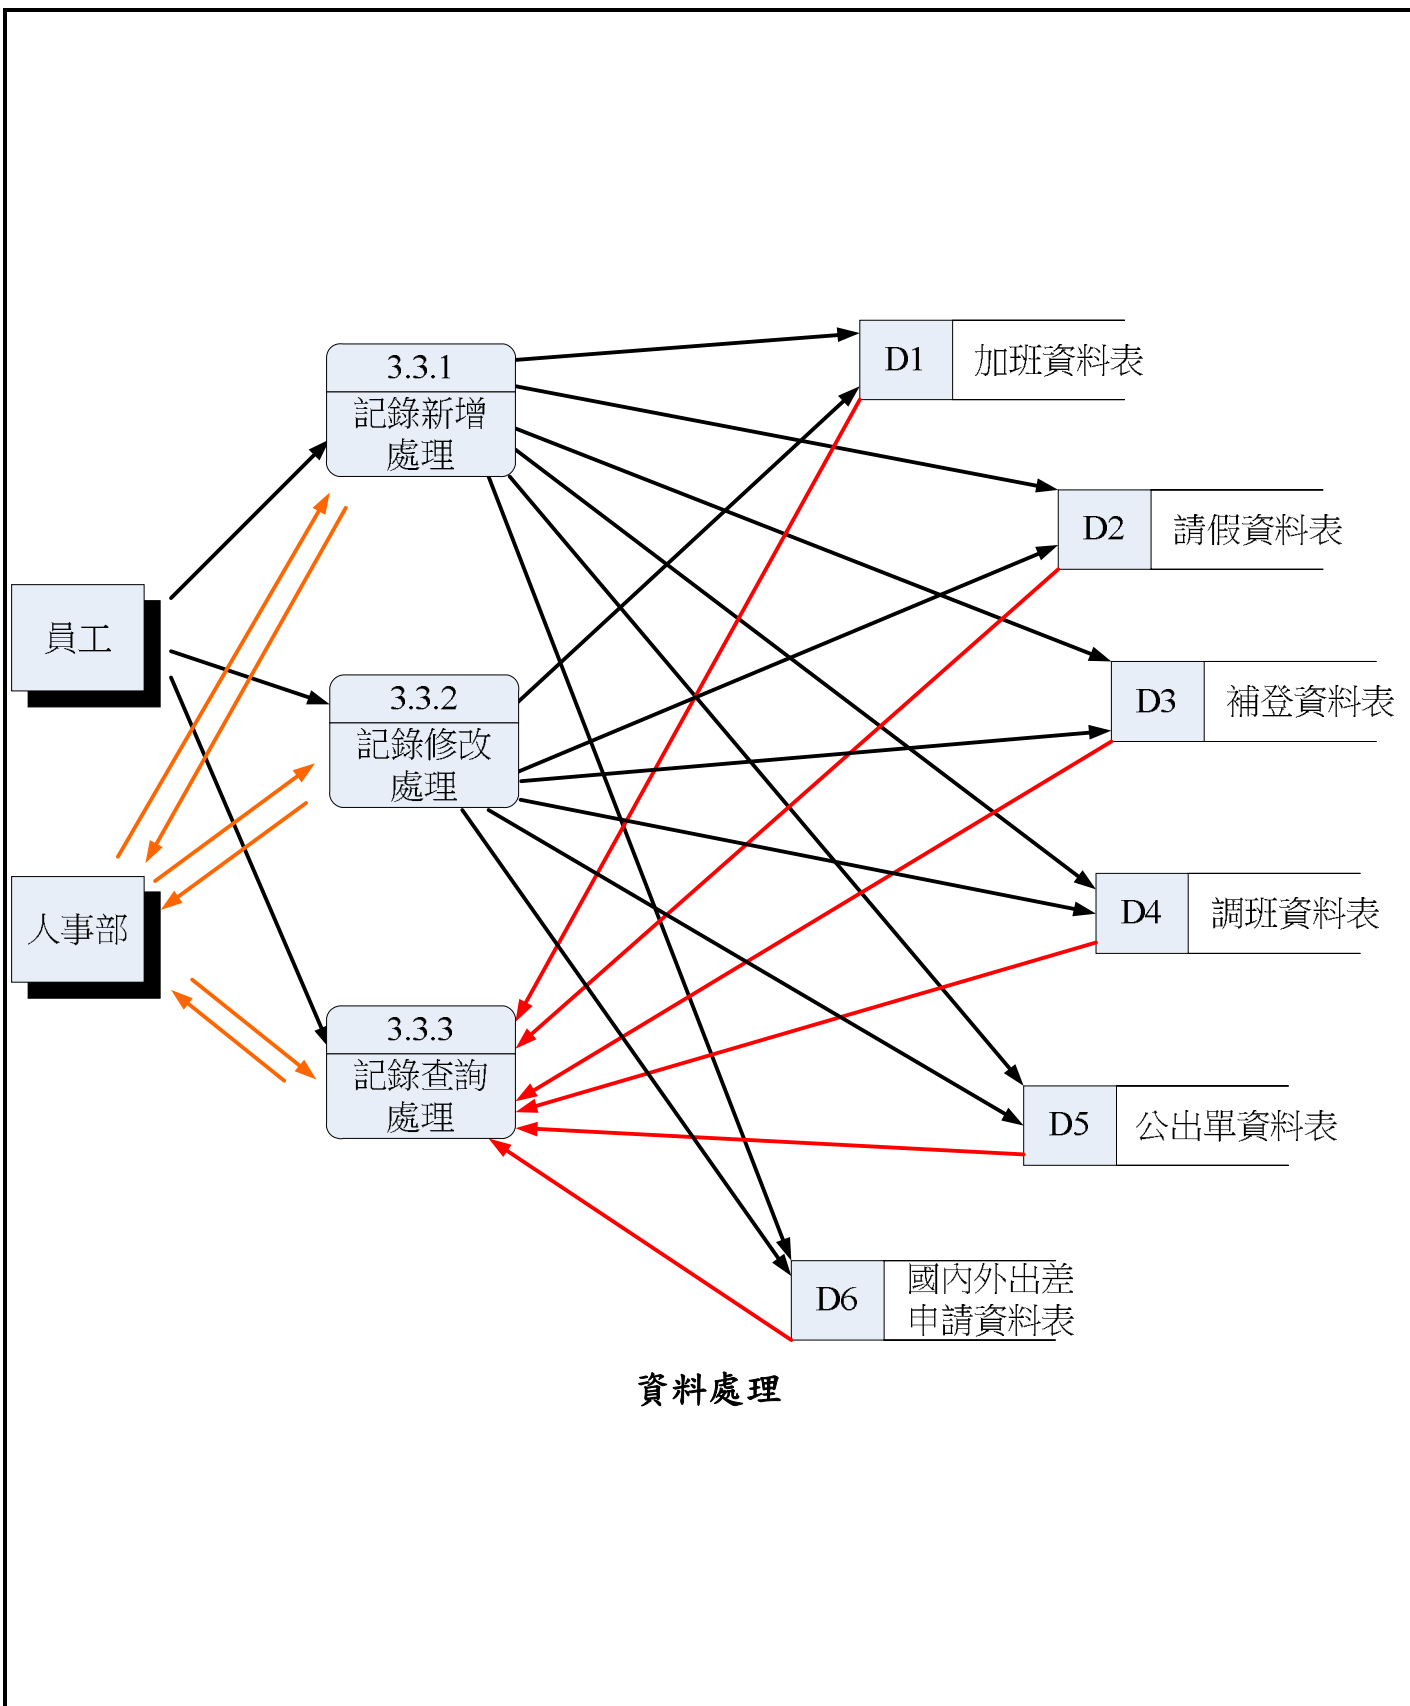 3.3.1
記錄新增
處理
D1
加班資料表
D2
請假資料表
員工
3.3.2
記錄修改
處理
D3
補登資料表
人事部
D4
調班資料表
3.3.3
記錄查詢
處理
D5
公出單資料表
D6
國內外出差
申請資料表
資料處理